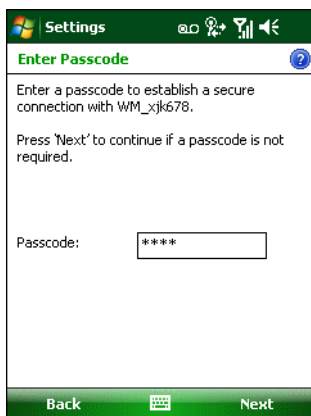 Settings
Enter Passcode
Enter a passcode to establish a secure
connection with WM_xjk678.
Press 'Next' to continue if a passcode is not
required.
Passcode: ****
Back Next